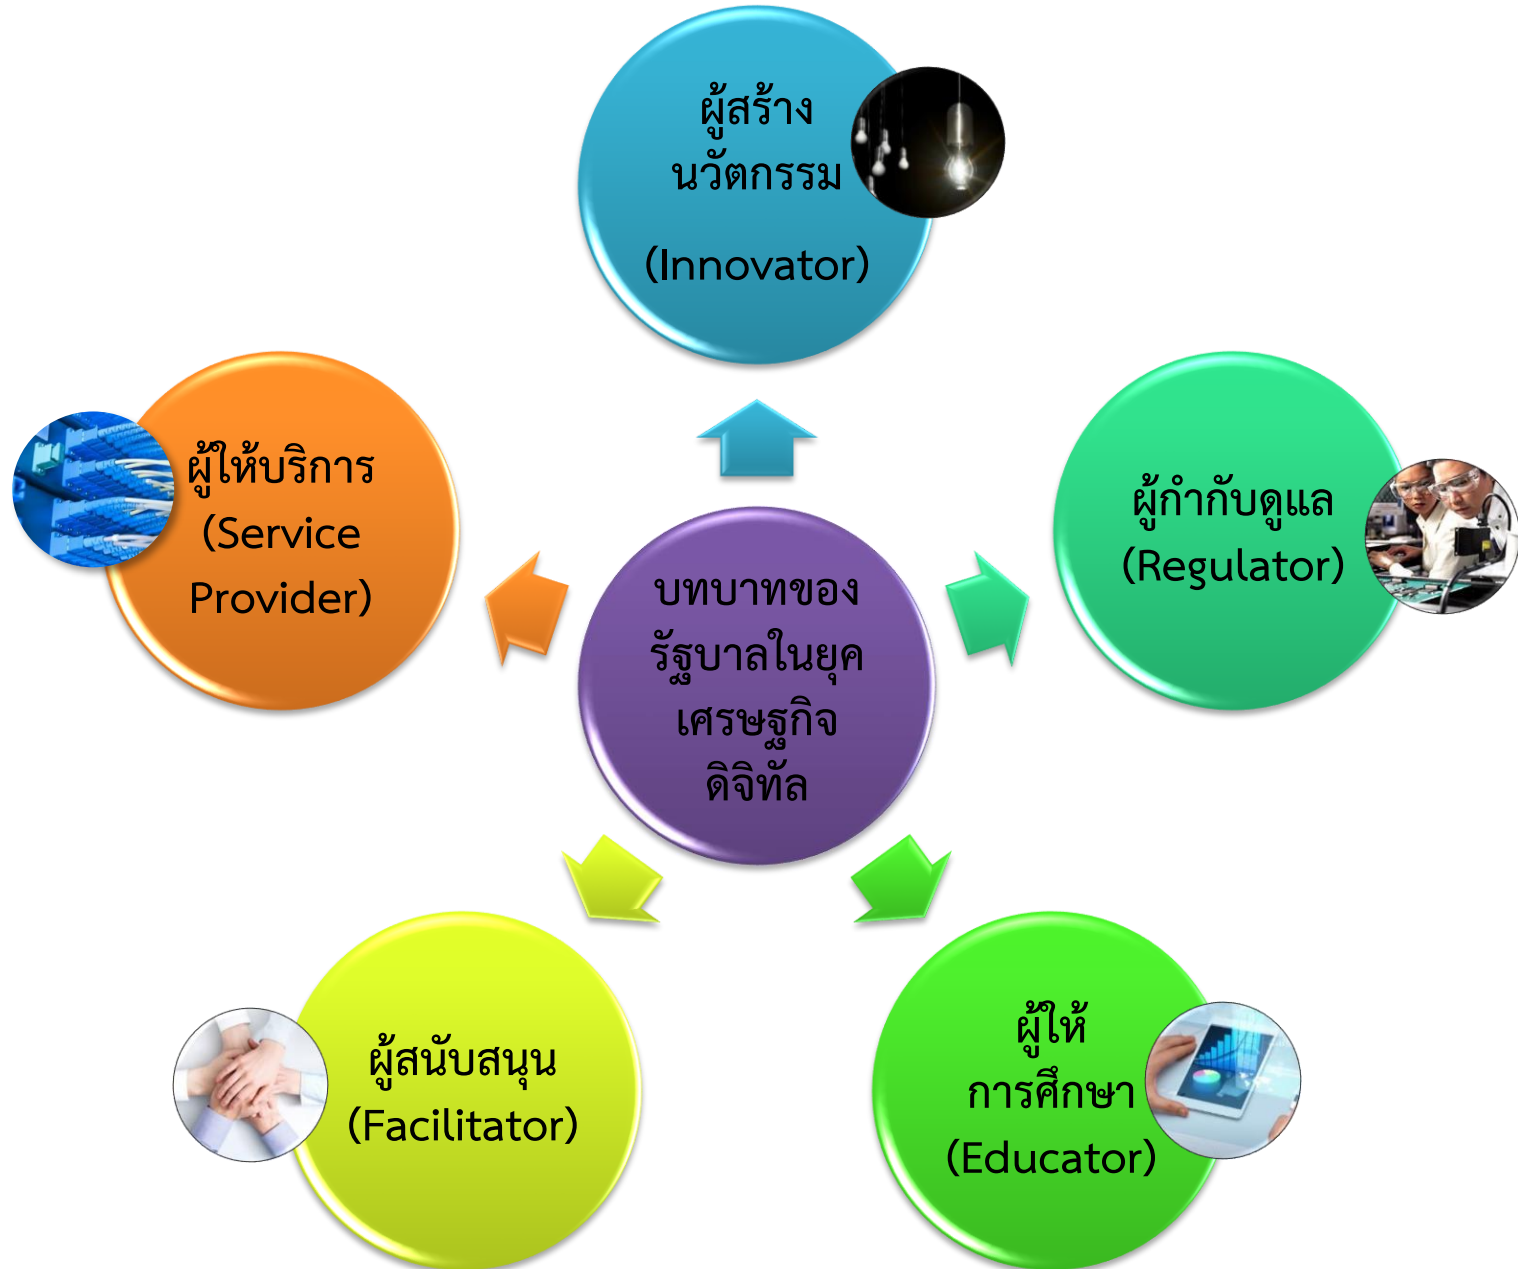 ผู้สร้าง
นวัตกรรม
(Innovator)
ผู้ให้บริการ
(Service
Provider)
ผู้กำกับดูแล
(Regulator)
บทบาทของ
รัฐบาลในยุค
เศรษฐกิจ
ดิจิทัล
ผู้สนับสนุน
(Facilitator)
ผู้ให้
การศึกษา
(Educator)